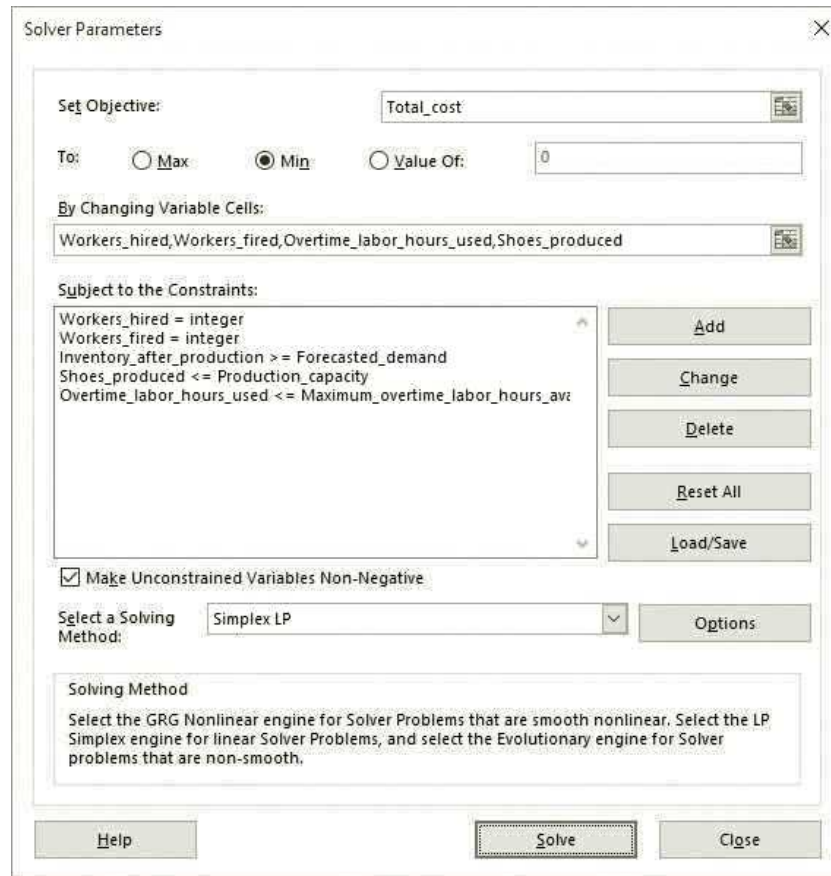 Solver Parameters
Set Objective:
Total_cost
To:
Max
Min
Value Of:
0
By Changing Variable Cells:
Workers_hired,Workers_fired,Overtime_labor_hours_used,Shoes_produced
Subject to the Constraints:
Workers_hired = integer
Workers_fired = integer
Inventory_after_production >= Forecasted_demand
Shoes_produced <= Production_capacity
Overtime_labor_hours_used <= Maximum_overtime_labor_hours_ava
Add
Change
Delete
Reset All
Load/Save
Make Unconstrained Variables Non-Negative
Select a Solving
Method:
Simplex LP
Options
Solving Method
Select the GRG Nonlinear engine for Solver Problems that are smooth nonlinear. Select the LP
Simplex engine for linear Solver Problems, and select the Evolutionary engine for Solver
problems that are non-smooth.
Help
Solve
Close